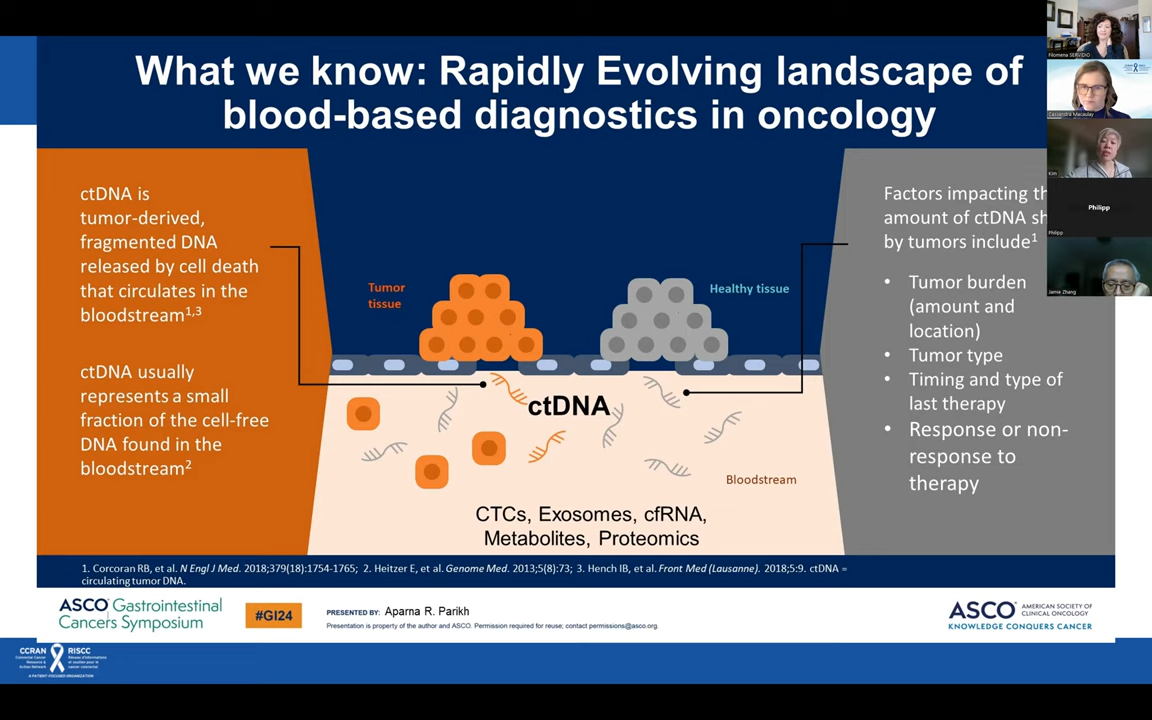 What we know: Rapidly Evolving landscape of
blood-based diagnostics in oncology
ctDNA is
tumor-derived,
fragmented DNA
released by cell death
that circulates in the
bloodstream1,3
ctDNA usually
represents a small
fraction of the cell-free
DNA found in the
bloodstream2
Tumor
tissue
Healthy tissue
ctDNA
Bloodstream
CTCs, Exosomes, cfRNA,
Metabolites, Proteomics
Factors impacting th
amount of ctDNA sh
by tumors include1
• Tumor burden
(amount and
location)
• Tumor type
• Timing and type of
last therapy
• Response or non-
response to
therapy
1. Corcoran RB, et al. N Engl J Med. 2018;379(18):1754-1765; 2. Heitzer E, et al. Genome Med. 2013;5(8):73; 3. Hench IB, et al. Front Med (Lausanne). 2018;5:9. ctDNA =
circulating tumor DNA.
ASCO Gastrointestinal
Cancers Symposium
#GI24
PRESENTED BY: Aparna R. Parikh
Presentation is property of the author and ASCO. Permission required for reuse; contact permissions@asco.org.
ASCO AMERICAN SOCIETY OF
CLINICAL ONCOLOGY
KNOWLEDGE CONQUERS CANCER
CCRAN
Colorectal Cancer
Resource &
Action Network
RISCC
A PATIENT-FOCUSED ORGANIZATION
Filomena SERVIDIO
Cassandra Macaulay
Kim
Philipp
Philipp
Jamie Zhang